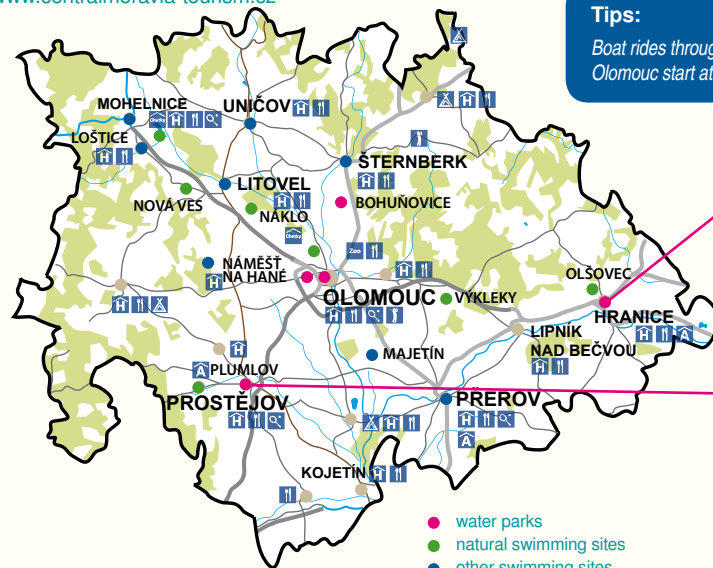 www.centralmoravia-tourism.cz
Tips:
Boat rides throug
Olomouc start at
MOHELNICE
UNIČOV
LOŠTICE
ŠTERNBERK
LITOVEL
NOVÁ VES
NÁKLO
BOHUŇOVICE
Chatky
Chatky
Zoo
NÁMĚŠŤ
NA HANÉ
OLOMOUC
VÝKLEKY
OLŠOVEC
HRANICE
LIPNÍK
NAD BEČVOU
MAJETÍN
PLUMLOV
PROSTĚJOV
PŘEROV
KOJETÍN
water parks
natural swimming sites
other swimming sites